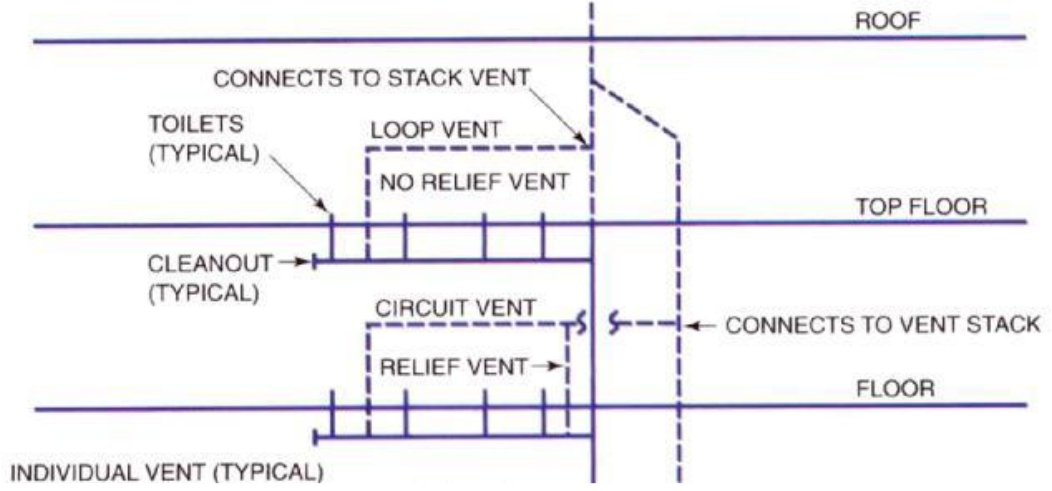 ROOF
CONNECTS TO STACK VENT
TOILETS
(TYPICAL)
LOOP VENT
NO RELIEF VENT
TOP FLOOR
CLEANOUT
(TYPICAL)
CIRCUIT VENT
CONNECTS TO VENT STACK
RELIEF VENT
FLOOR
INDIVIDUAL VENT (TYPICAL)